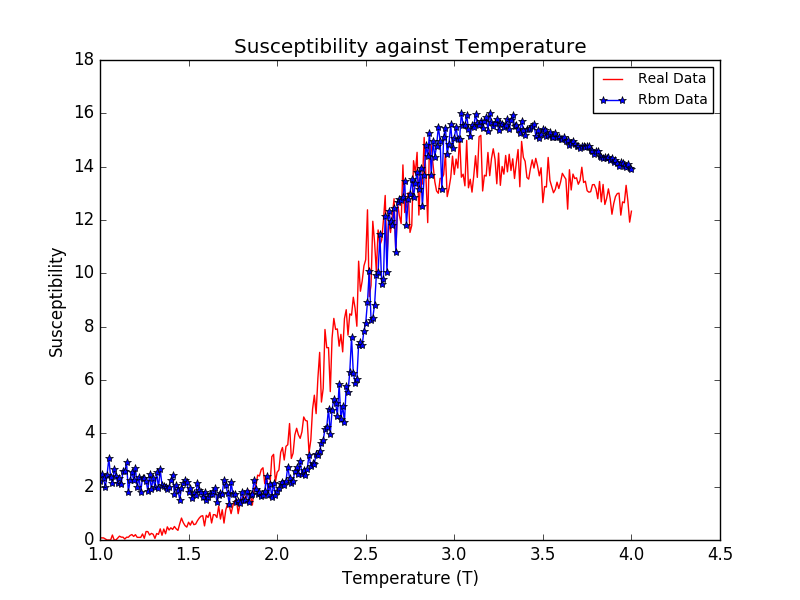 Susceptibility against Temperature
Real Data
Rbm Data
18
16
14
12
10
8
6
4
2
0
Susceptibility
1.0 1.5 2.0 2.5 3.0 3.5 4.0 4.5
Temperature (T)